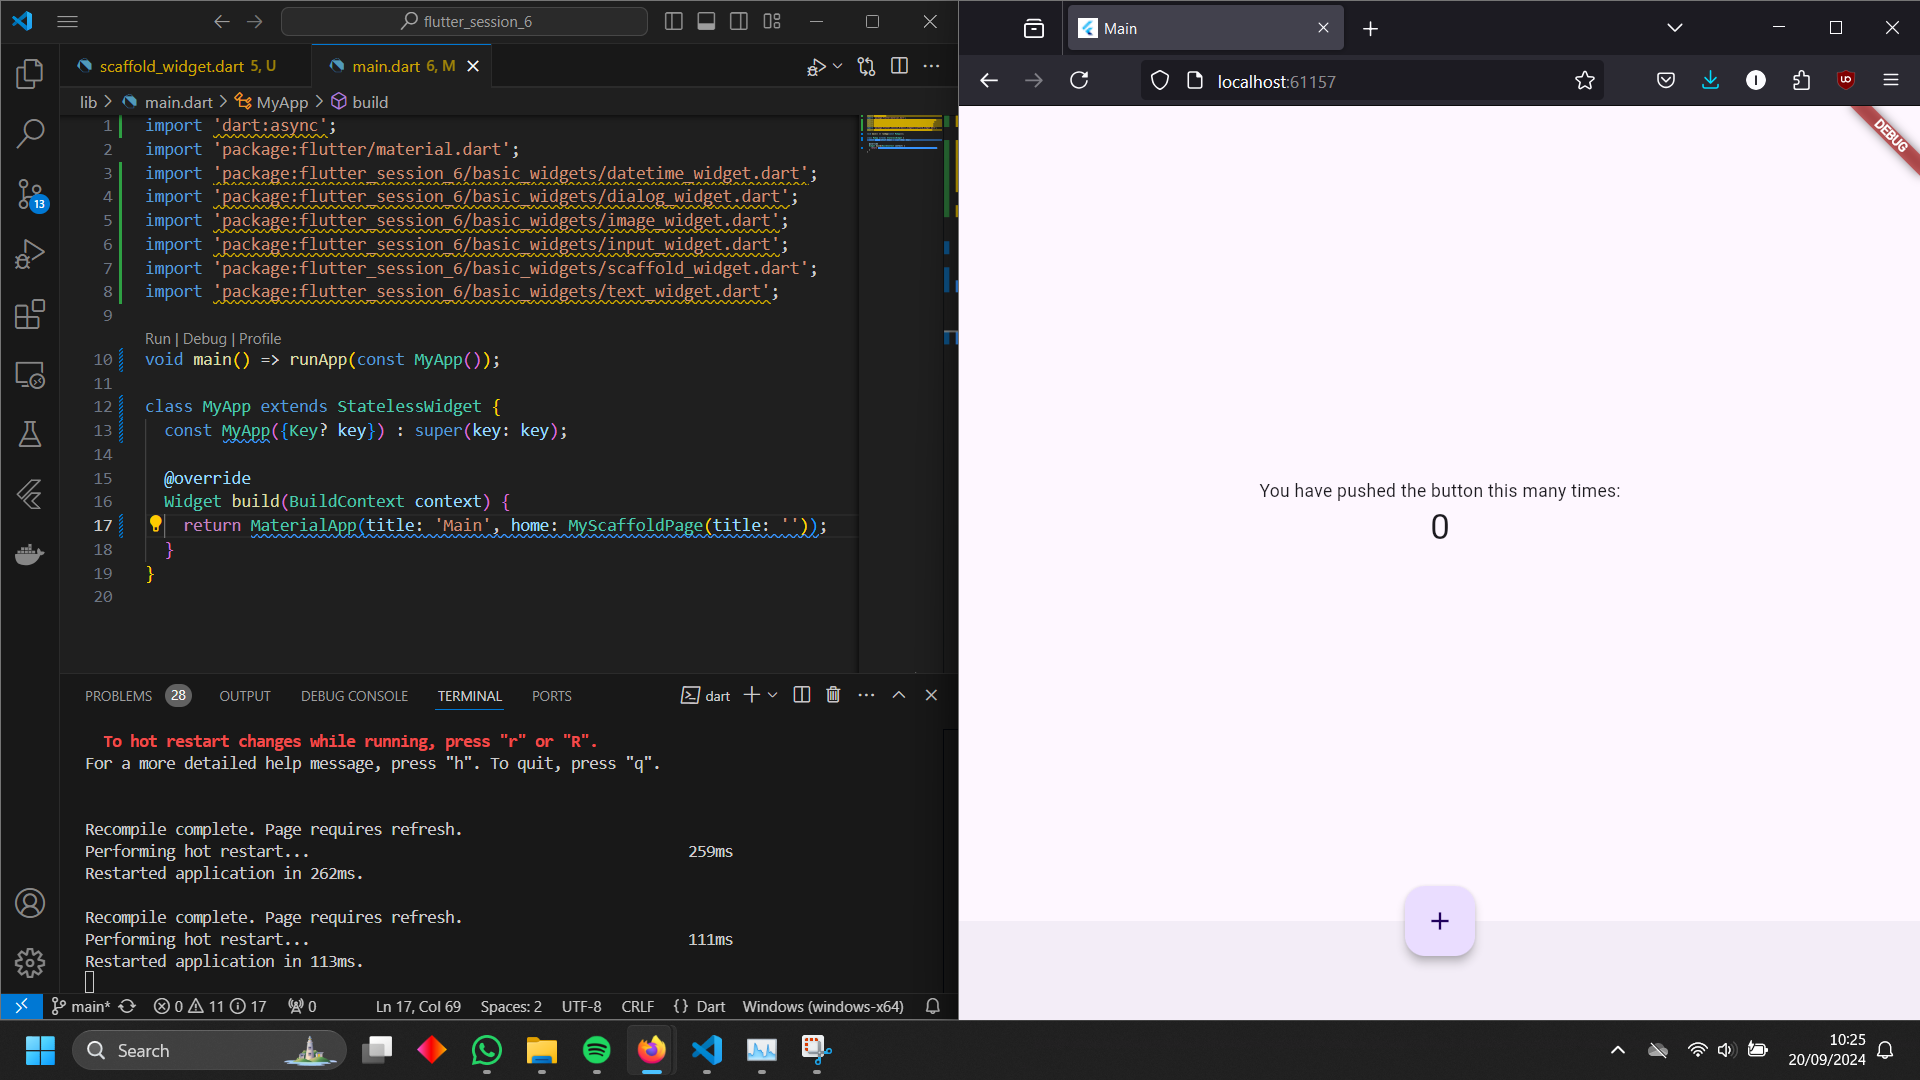 flutter_session_6
scaffold_widget.dart 5, U
main.dart 6, M
lib > main.dart > MyApp > build
1 import 'dart:async';
2 import 'package:flutter/material.dart';
3 import 'package:flutter_session_6/basic_widgets/datetime_widget.dart';
4 import 'package:flutter_session_6/basic_widgets/dialog_widget.dart';
5 import 'package:flutter_session_6/basic_widgets/image_widget.dart';
6 import 'package:flutter_session_6/basic_widgets/input_widget.dart';
7 import 'package:flutter_session_6/basic_widgets/scaffold_widget.dart';
8 import 'package:flutter_session_6/basic_widgets/text_widget.dart';
9
Run | Debug | Profile
10 void main() => runApp(const MyApp());
11
12 class MyApp extends StatelessWidget {
13 const MyApp({Key? key}) : super(key: key);
14
15 @override
16 Widget build(BuildContext context) {
17 return MaterialApp(title: 'Main', home: MyScaffoldPage(title: ''));
18 }
19 }
20
13
PROBLEMS 28 OUTPUT DEBUG CONSOLE TERMINAL PORTS
dart
To hot restart changes while running, press "r" or "R".
For a more detailed help message, press "h". To quit, press "q".
Recompile complete. Page requires refresh.
Performing hot restart... 259ms
Restarted application in 262ms.
Recompile complete. Page requires refresh.
Performing hot restart... 111ms
Restarted application in 113ms.
main* 0 11 17 0 Ln 17, Col 69 Spaces: 2 UTF-8 CRLF {} Dart Windows (windows-x64)
Main
localhost:61157
DEBUG
You have pushed the button this many times:
0
+
Search
10:25
20/09/2024